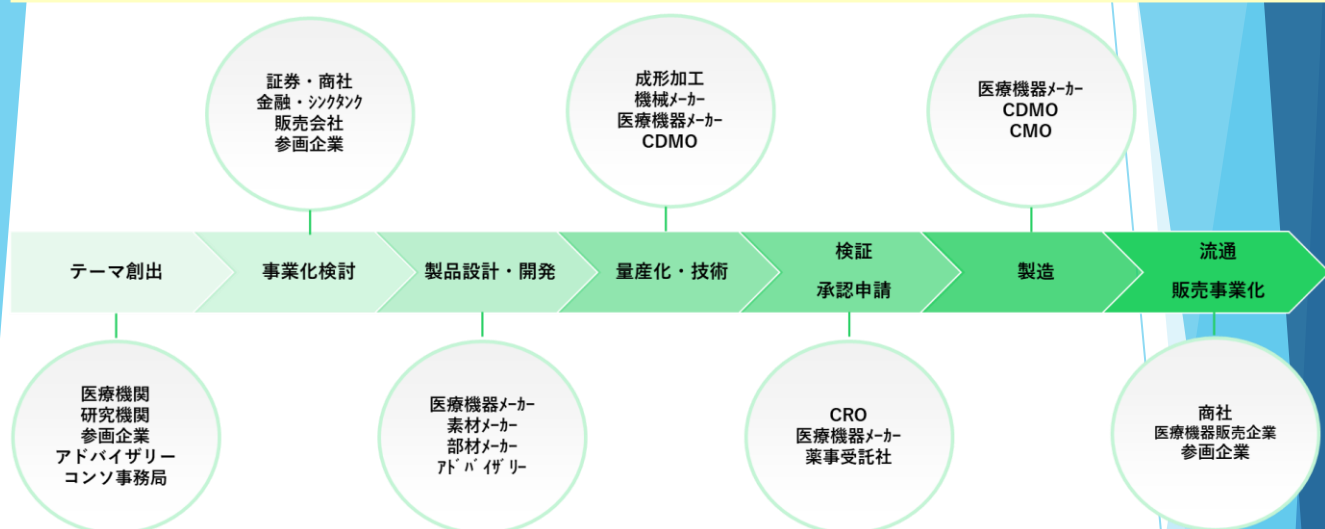 証券・商社
金融・ｼﾝｸﾀﾝｸ
販売会社
参画企業
成形加工
機械ﾒｰｶｰ
医療機器ﾒｰｶｰ
CDMO
医療機器ﾒｰｶｰ
CDMO
CMO
テーマ創出
事業化検討
製品設計・開発
量産化・技術
検証
承認申請
製造
流通
販売事業化
医療機関
研究機関
参画企業
アドバイザリー
コンソ事務局
医療機器ﾒｰｶｰ
素材ﾒｰｶｰ
部材ﾒｰｶｰ
ｱﾄﾞﾊﾞｲｻﾞﾘｰ
CRO
医療機器ﾒｰｶｰ
薬事受託社
商社
医療機器販売企業
参画企業